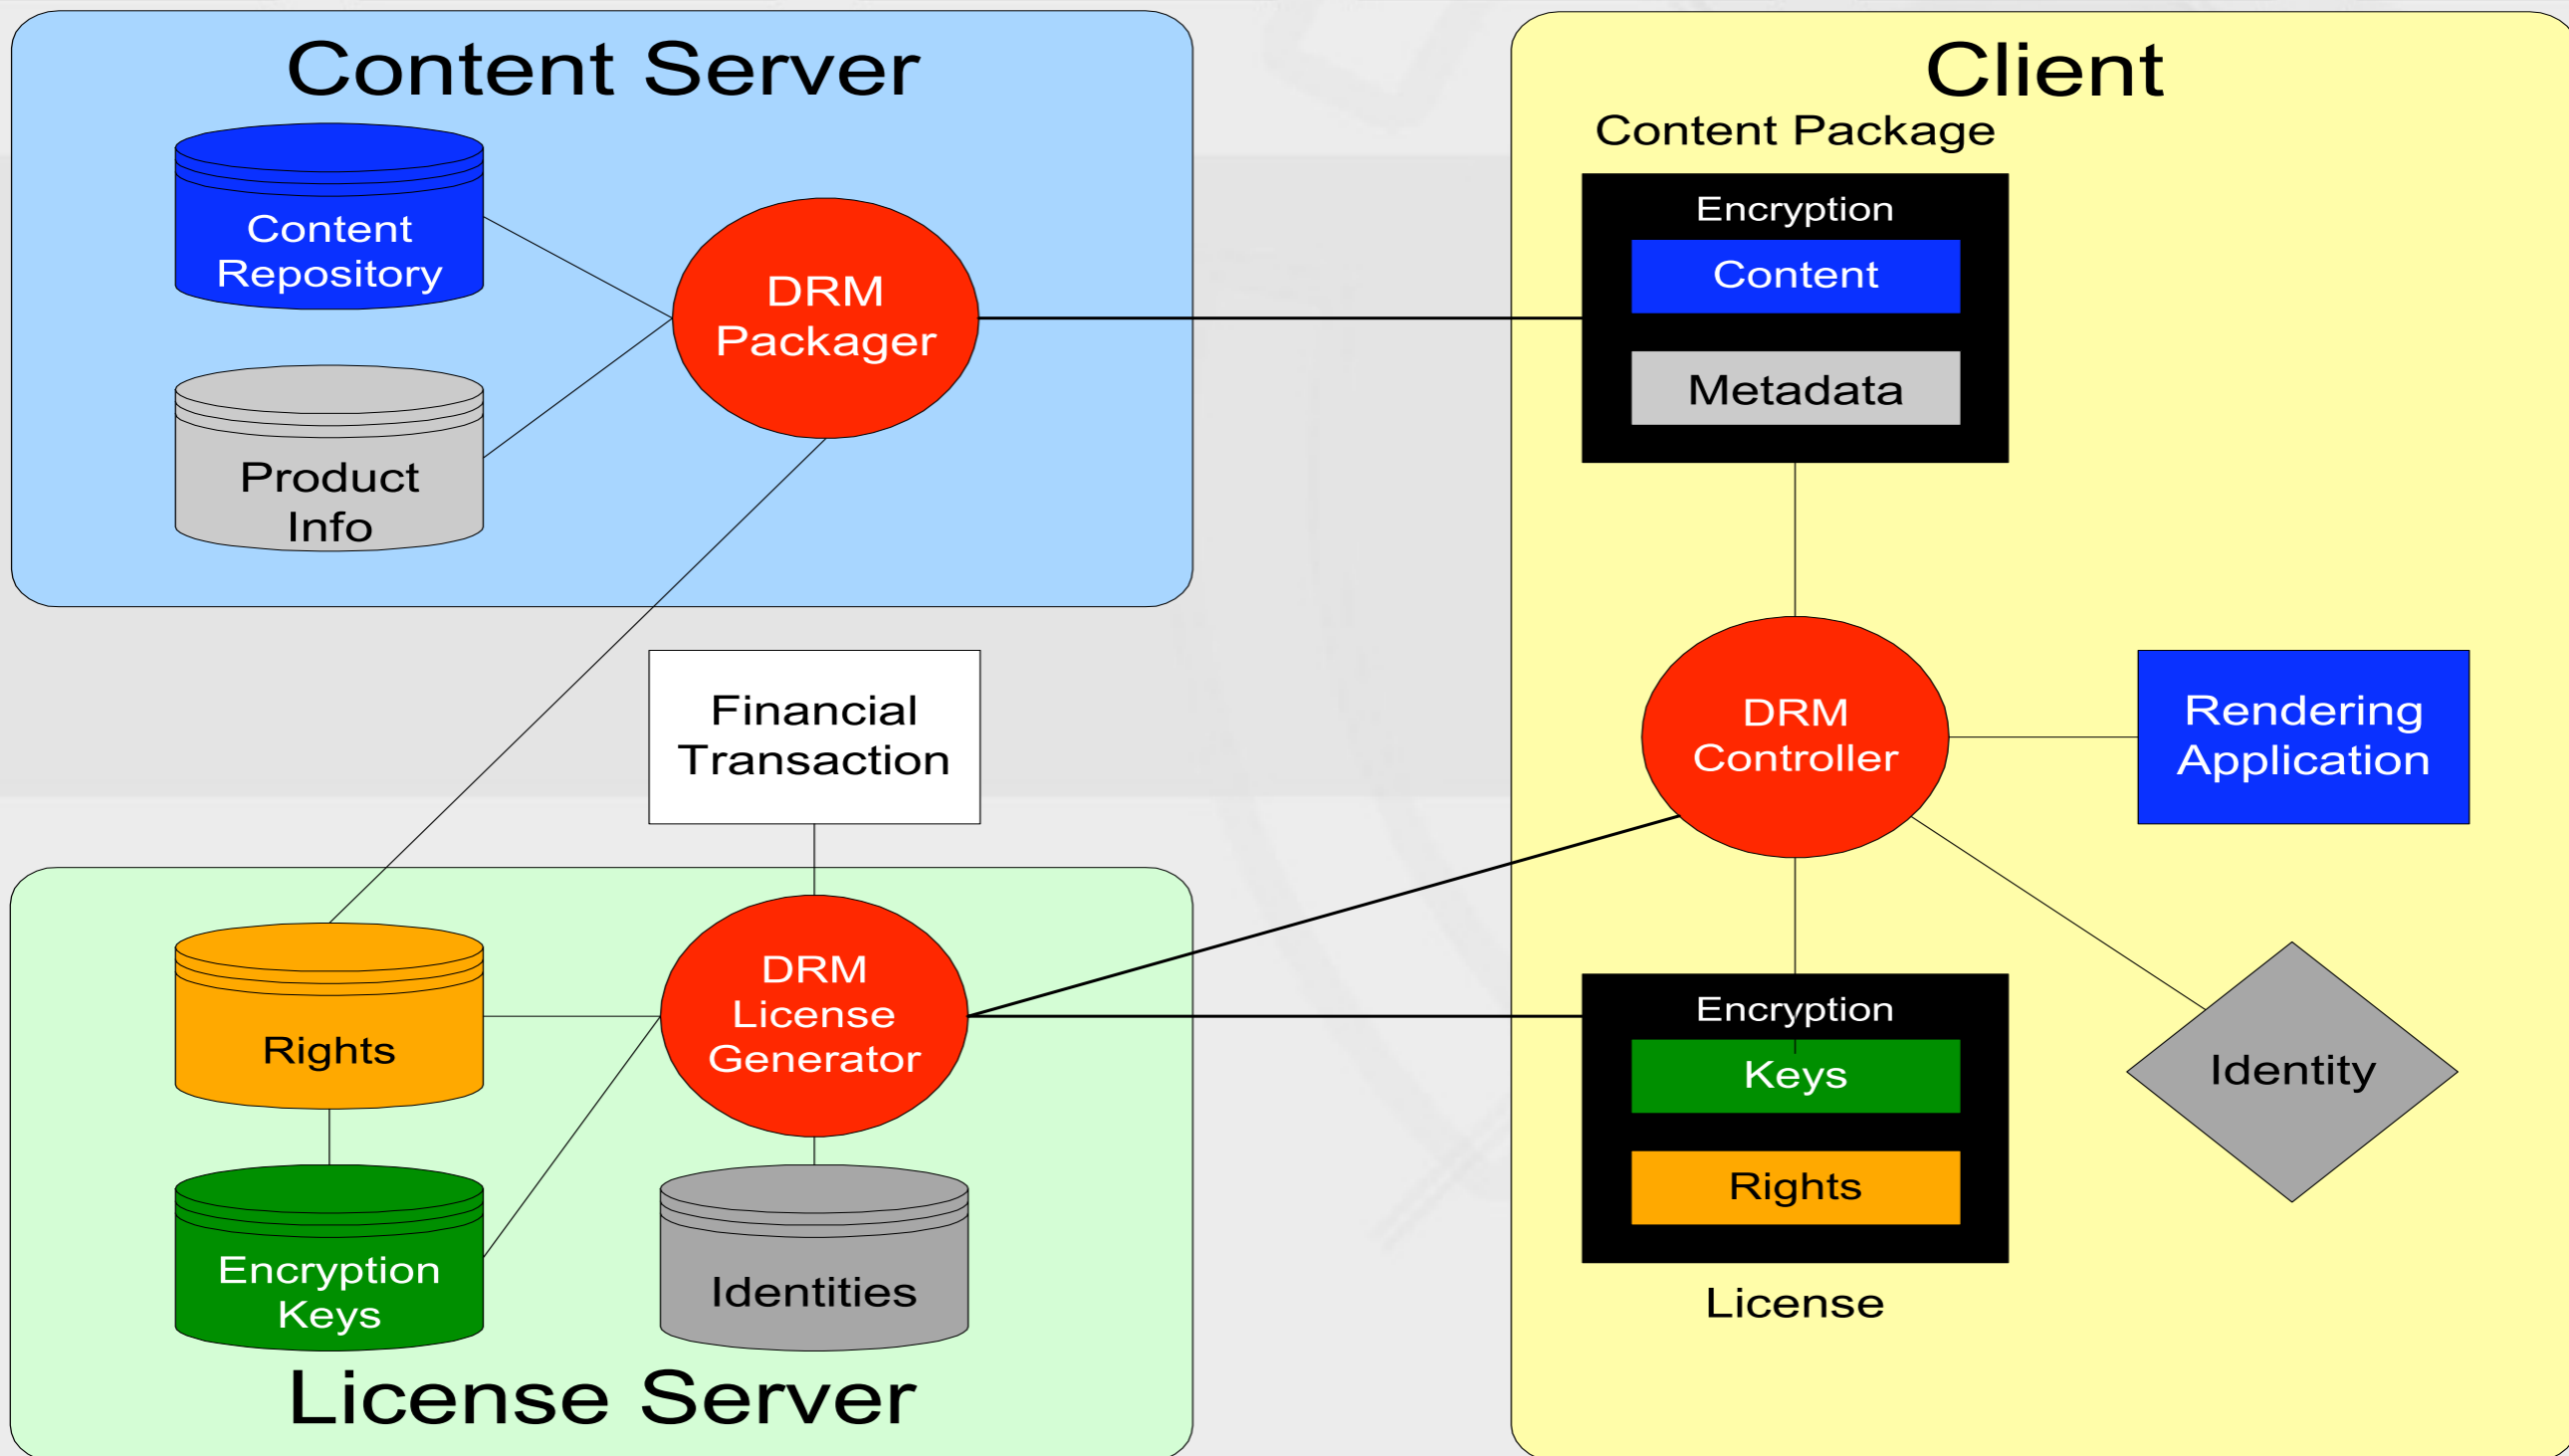 Content Server
Content
Repository
DRM
Packager
Product
Info
Financial
Transaction
Rights
DRM
License
Generator
Encryption
Keys
Identities
License Server
Client
Content Package
Encryption
Content
Metadata
DRM
Controller
Rendering
Application
Encryption
Keys
Rights
License
Identity